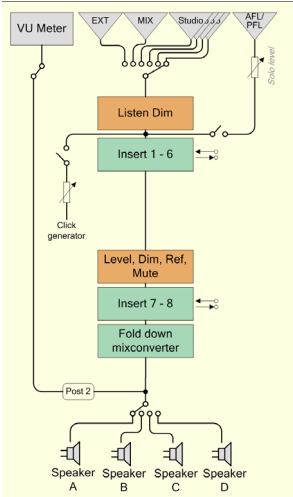 VU Meter
EXT
MIX
Studio
AFL/
PFL
Solo level
Listen Dim
Insert 1 - 6
Click
generator
Level, Dim, Ref,
Mute
Insert 7 - 8
Fold down
mixconverter
Post 2
Speaker
A
Speaker
B
Speaker
C
Speaker
D